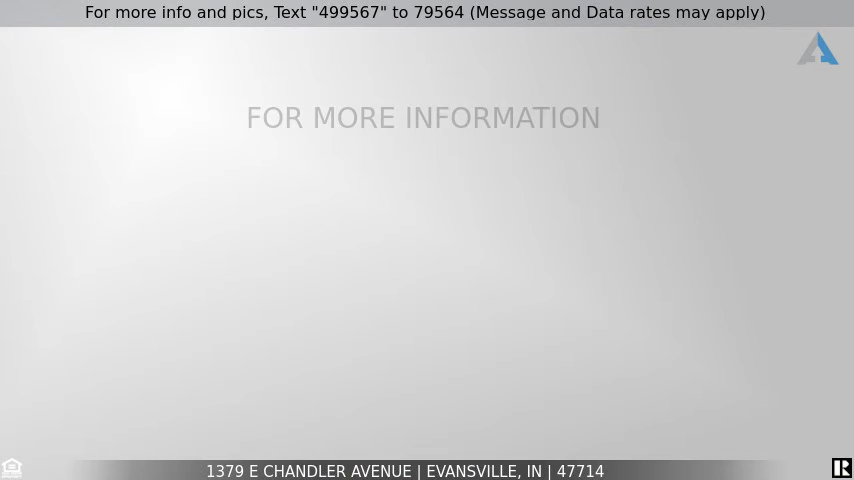 For more info and pics, Text "499567" to 79564 (Message and Data rates may apply)
FOR MORE INFORMATION
1379 E CHANDLER AVENUE | EVANSVILLE, IN | 47714